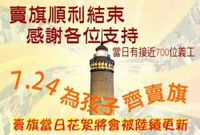 賣旗順利結束
感謝各位支持
當日有接近700位義工
7.24為孩子齊賣旗
賣旗當日花絮將會被陸續更新